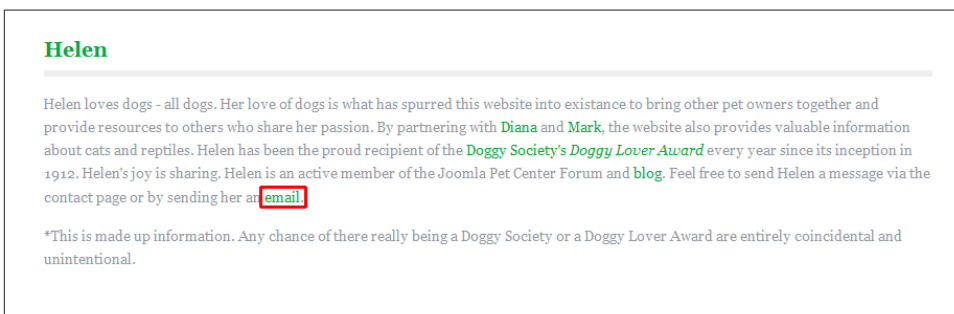 Helen
Helen loves dogs - all dogs. Her love of dogs is what has spurred this website into existance to bring other pet owners together and
provide resources to others who share her passion. By partnering with Diana and Mark, the website also provides valuable information
about cats and reptiles. Helen has been the proud recipient of the Doggy Society's Doggy Lover Award every year since its inception in
1912. Helen's joy is sharing. Helen is an active member of the Joomla Pet Center Forum and blog. Feel free to send Helen a message via the
contact page or by sending her an email.
*This is made up information. Any chance of there really being a Doggy Society or a Doggy Lover Award are entirely coincidental and
unintentional.